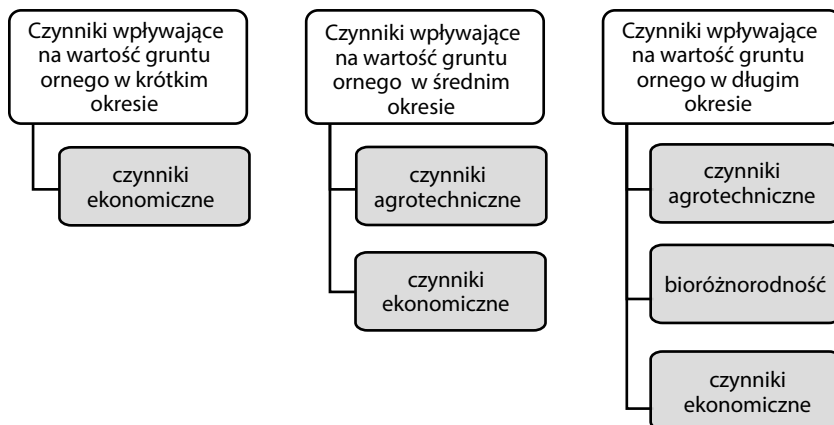 Czynniki wpływające
na wartość gruntu
ornego w krótkim
okresie
czynniki
ekonomiczne
Czynniki wpływające
na wartość gruntu
ornego w średnim
okresie
czynniki
agrotechniczne
czynniki
ekonomiczne
Czynniki wpływające
na wartość gruntu
ornego w długim
okresie
czynniki
agrotechniczne
bioróżnorodność
czynniki
ekonomiczne